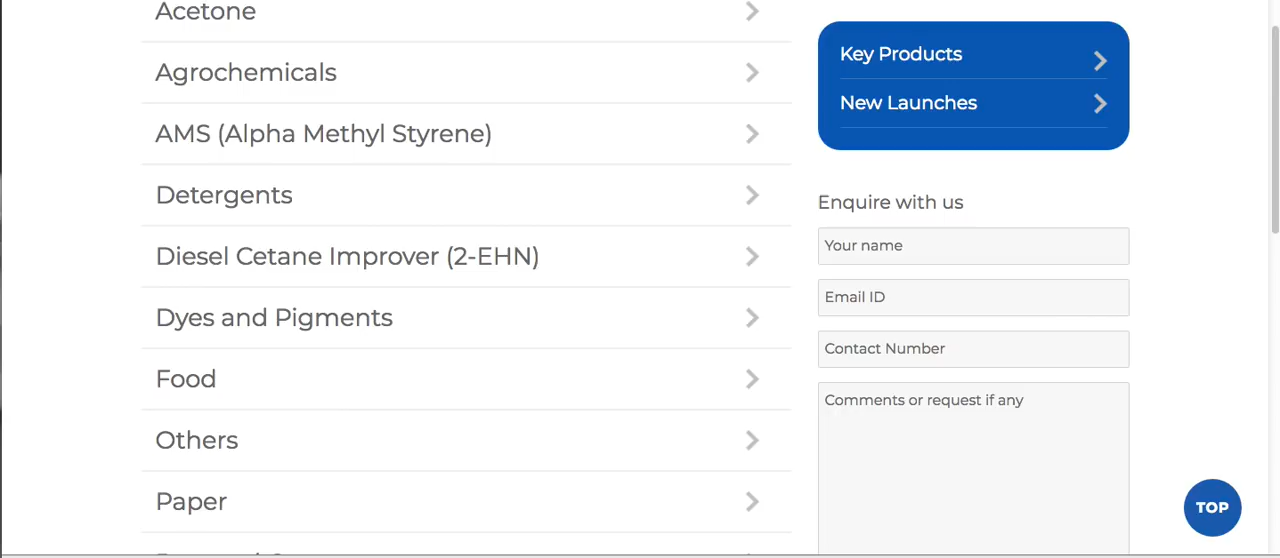 Acetone
Agrochemicals
AMS (Alpha Methyl Styrene)
Detergents
Diesel Cetane Improver (2-EHN)
Dyes and Pigments
Food
Others
Paper
Key Products
New Launches
Enquire with us
Your name
Email ID
Contact Number
Comments or request if any
TOP